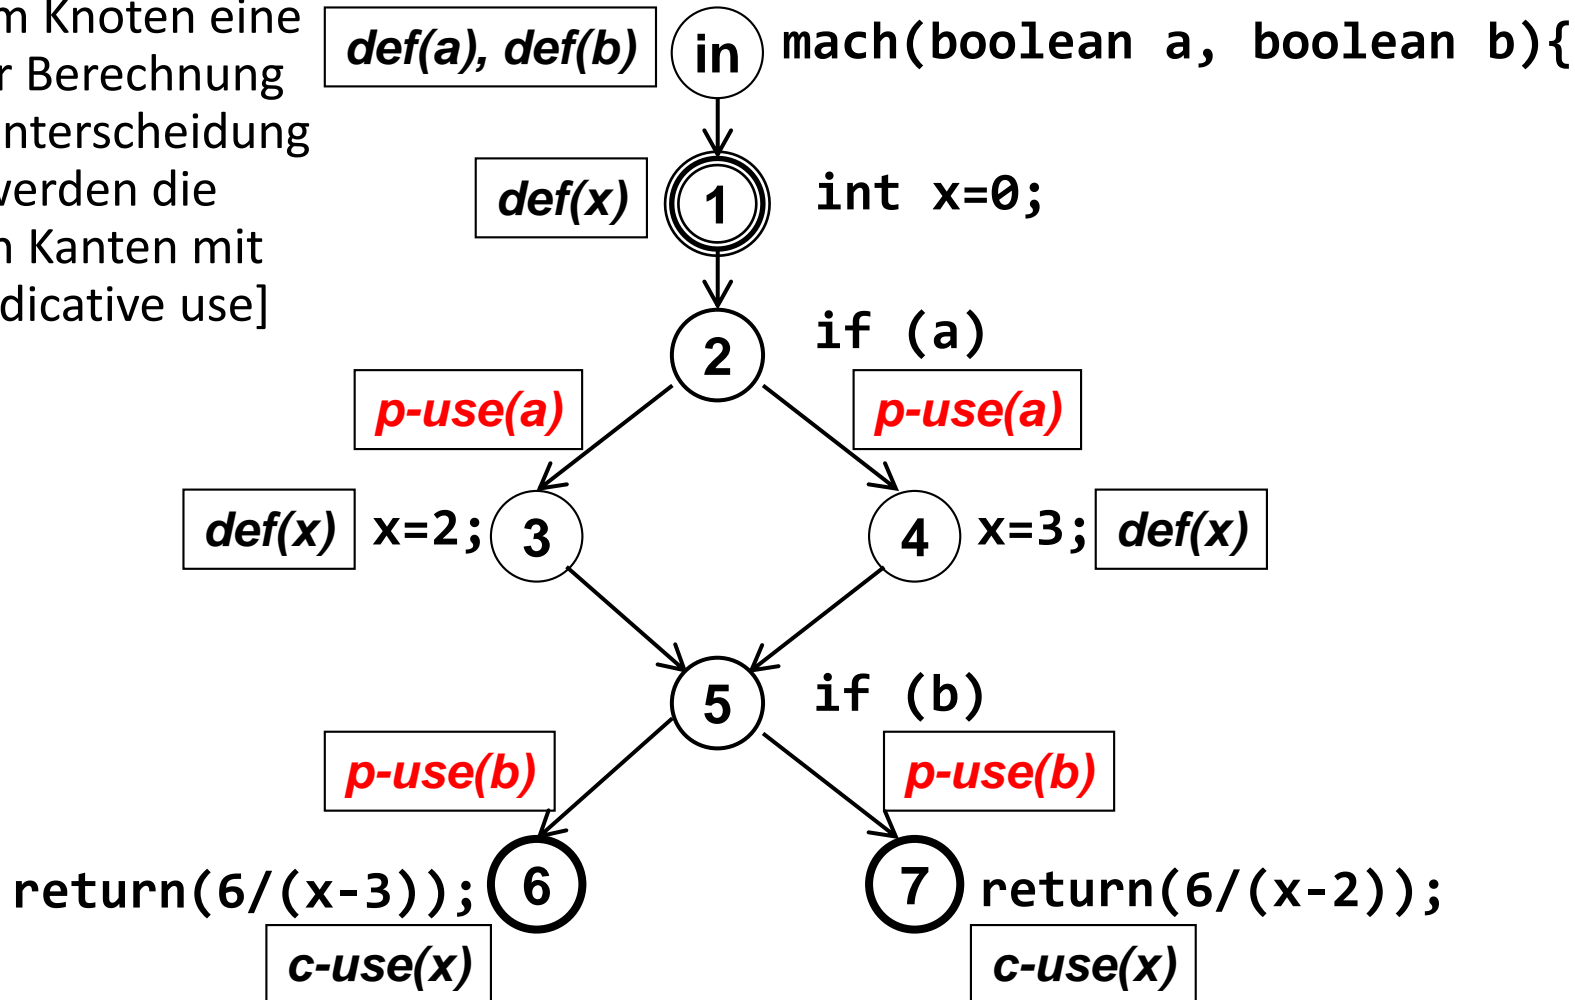 m Knoten eine
r Berechnung
nterscheidung
werden die
n Kanten mit
dicative use]
def(a), def(b) in mach(boolean a, boolean b){
def(x) 1 int x=0;
2 if (a)
p-use(a) p-use(a)
def(x) x=2; 3 4 x=3; def(x)
5 if (b)
p-use(b) p-use(b)
return(6/(x-3)); 6 7 return(6/(x-2));
c-use(x) c-use(x)